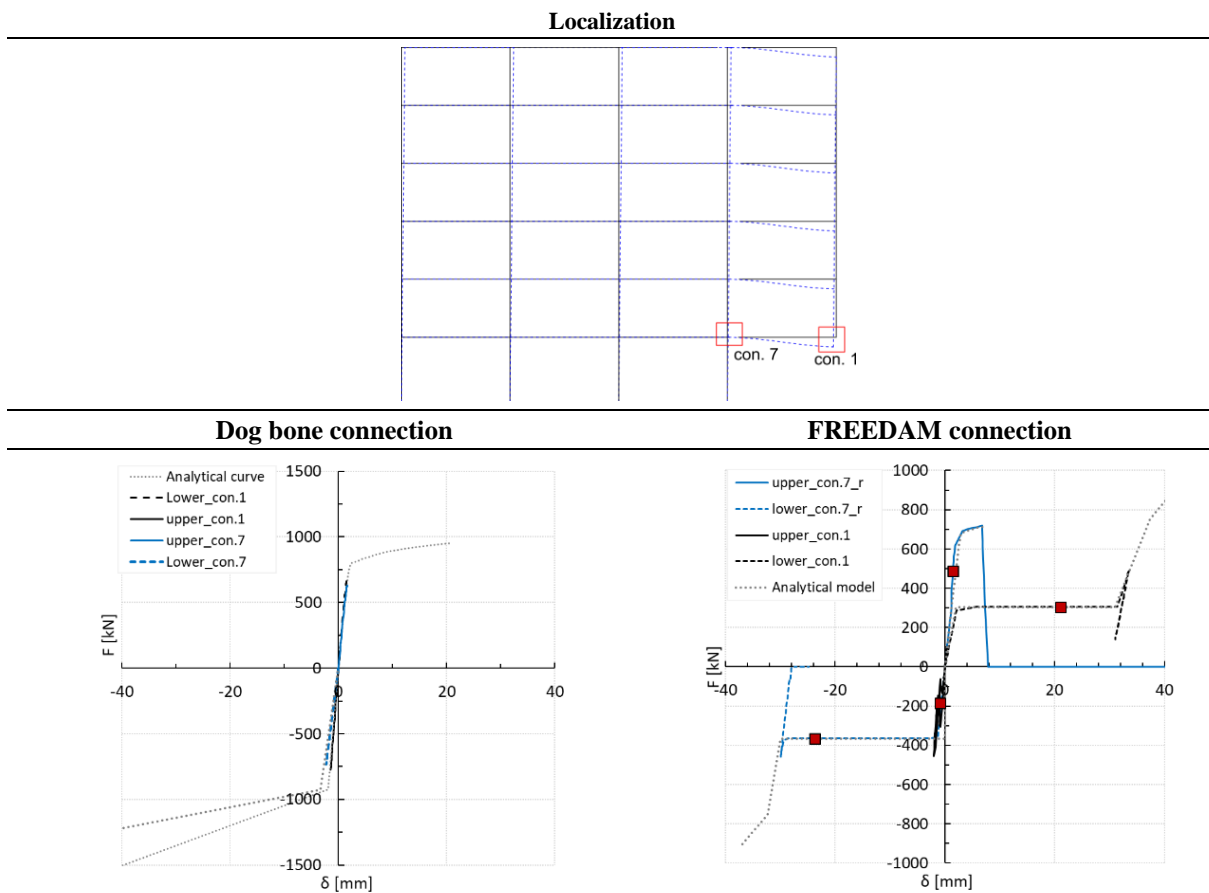 Localization
con. 7
con. 1
Dog bone connection
FREEDAM connection
Analytical curve
Lower_con.1
upper_con.1
upper_con.7
Lower_con.7
1500
1000
500
0
-500
-1000
-1500
-40
-20
0
20
40
F [kN]
δ [mm]
upper_con.7_r
lower_con.7_r
upper_con.1
lower_con.1
Analytical model
1000
800
600
400
200
0
-200
-400
-600
-800
-1000
-40
-20
0
20
40
F [kN]
δ [mm]